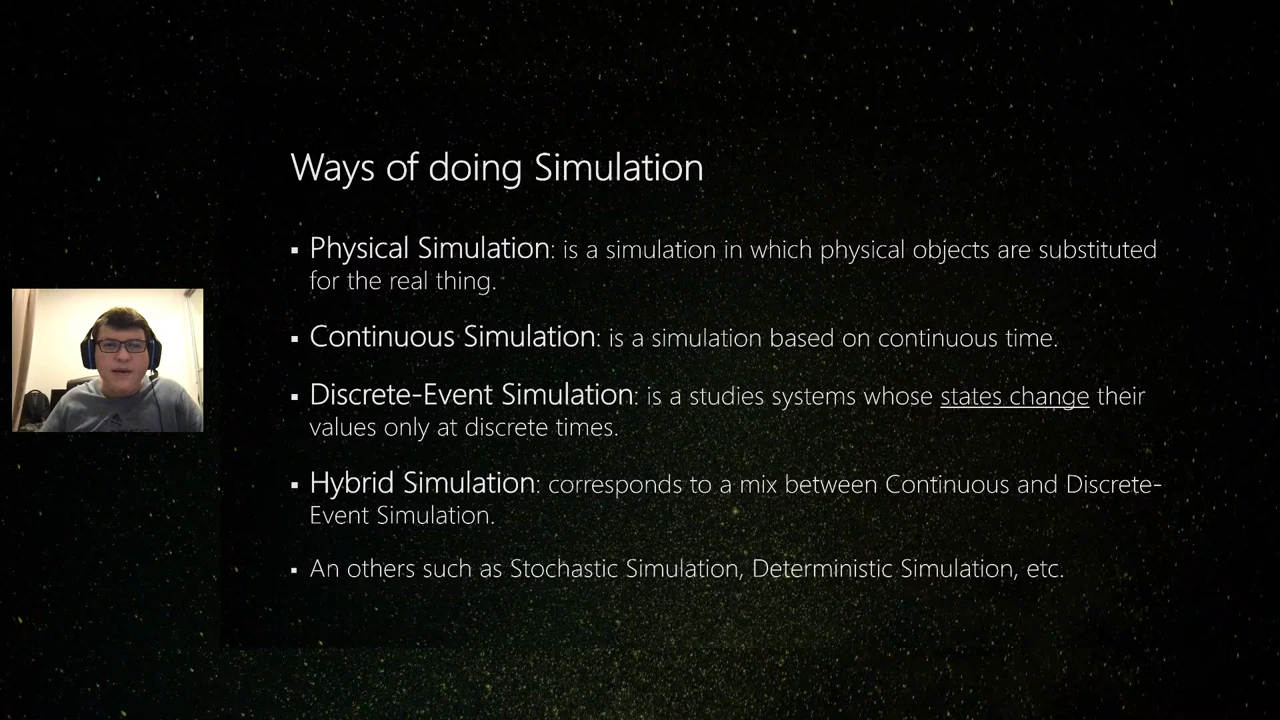 Ways of doing Simulation
▪ Physical Simulation: is a simulation in which physical objects are substituted
for the real thing.
▪ Continuous Simulation: is a simulation based on continuous time.
▪ Discrete-Event Simulation: is a studies systems whose states change their
values only at discrete times.
▪ Hybrid Simulation: corresponds to a mix between Continuous and Discrete-
Event Simulation.
▪ An others such as Stochastic Simulation, Deterministic Simulation, etc.